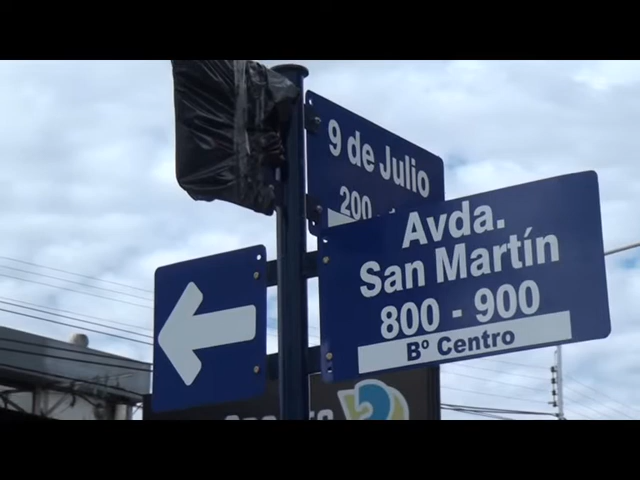 9 de Julio
200
Avda.
San Martín
800 - 900
Bº Centro